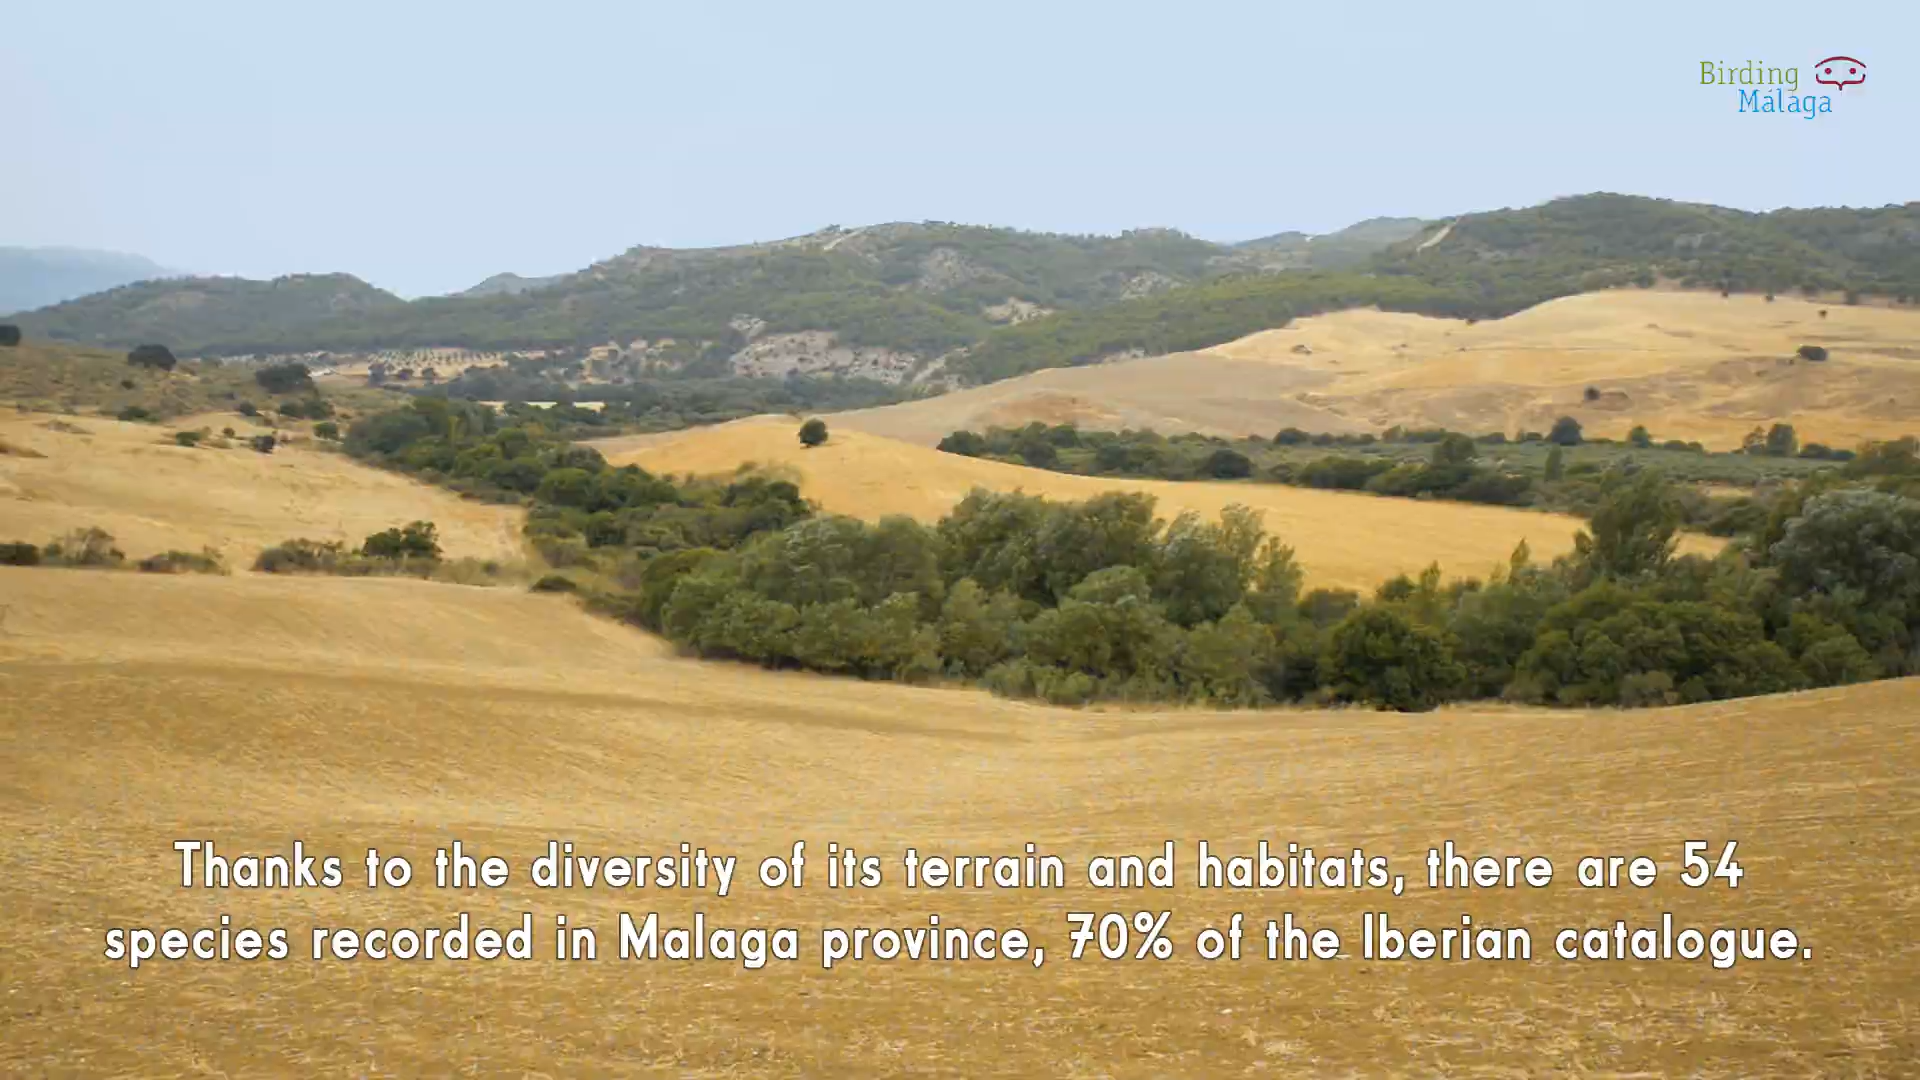 Birding
Málaga
Thanks to the diversity of its terrain and habitats, there are 54
species recorded in Malaga province, 70% of the Iberian catalogue.